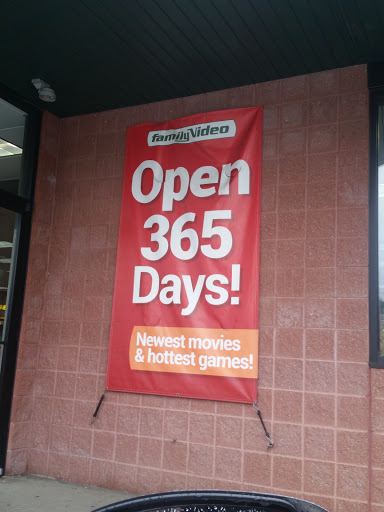 familyVideo
Open
365
Days!
Newest movies
& hottest games!